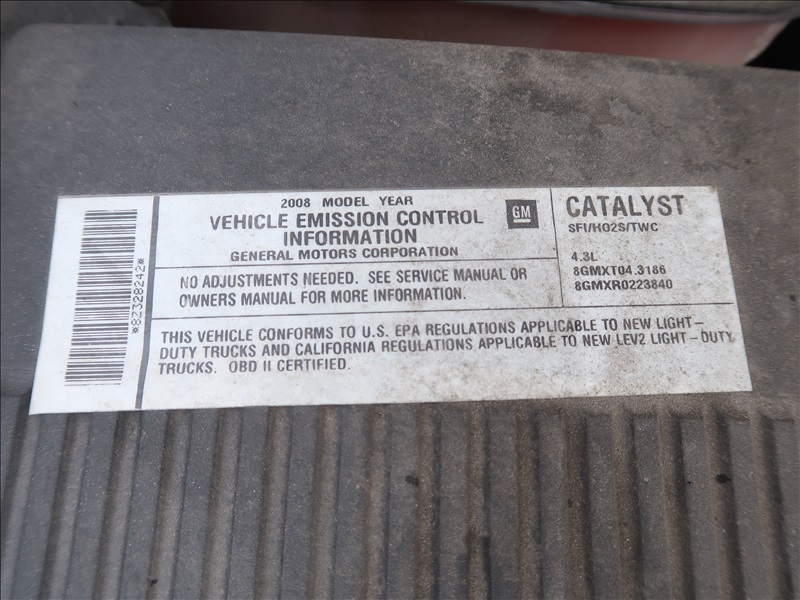 *8Z328242*
2008 MODEL YEAR
VEHICLE EMISSION CONTROL
INFORMATION
GENERAL MOTORS CORPORATION
GM
NO ADJUSTMENTS NEEDED. SEE SERVICE MANUAL OR
OWNERS MANUAL FOR MORE INFORMATION.
CATALYST
SFI/HO2S/TWC
4.3L
8GMXT04.3186
8GMXR0223840
THIS VEHICLE CONFORMS TO U.S. EPA REGULATIONS APPLICABLE TO NEW LIGHT-
DUTY TRUCKS AND CALIFORNIA REGULATIONS APPLICABLE TO NEW LEV2 LIGHT-DUTY
TRUCKS. OBD II CERTIFIED.